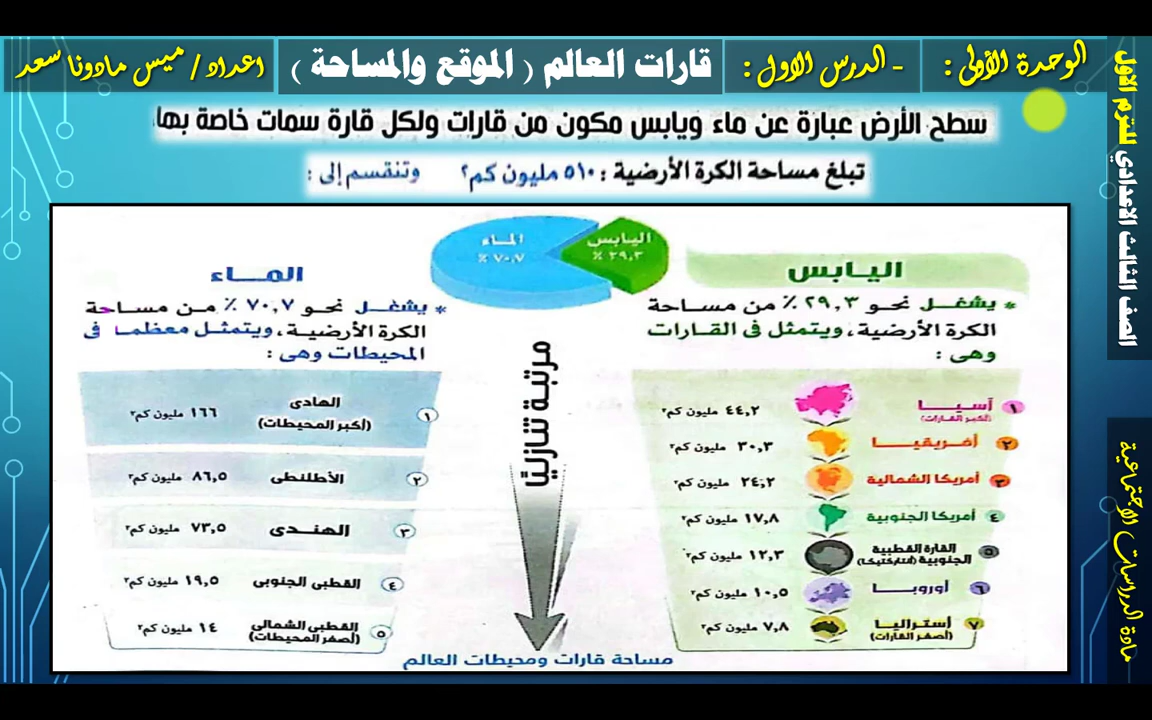 الوحدة الأولى :
- الدرس الاول :
قارات العالم ( الموقع والمساحة )
اعداد / ميس مادونا سعد
سطح الأرض عبارة عن ماء ويابس مكون من قارات ولكل قارة سمات خاصة بها.
تبلغ مساحة الكرة الأرضية : ٥١٠ مليون كم٢ وتنقسم إلى :
اليابس
٢٩,٣ ٪
الماء
٧٠,٧ ٪
اليابس
* يشغل نحو ٢٩,٣ ٪ من مساحة
الكرة الأرضية، ويتمثل فى القارات
وهى :
١ آسيا (أكبر القارات) ٤٤,٢ مليون كم٢
٢ أفريقيا ٣٠,٣ مليون كم٢
٣ أمريكا الشمالية ٢٤,٢ مليون كم٢
٤ أمريكا الجنوبية ١٧,٨ مليون كم٢
٥ القارة القطبية
الجنوبية (أنتاركتيكا) ١٢,٣ مليون كم٢
٦ أوروبا ١٠,٥ مليون كم٢
٧ أستراليا (أصغر القارات) ٧,٨ مليون كم٢
مرتبة تنازليًا
الماء
* يشغل نحو ٧٠,٧ ٪ من مساحة
الكرة الأرضية، ويتمثل معظمها فى
المحيطات وهى :
١ الهادى (أكبر المحيطات) ١٦٦ مليون كم٢
٢ الأطلنطى ٨٦,٥ مليون كم٢
٣ الهندى ٧٣,٥ مليون كم٢
٤ القطبى الجنوبى ١٩,٥ مليون كم٢
٥ القطبى الشمالى (أصغر المحيطات) ١٤ مليون كم٢
مساحة قارات ومحيطات العالم
الصف الثالث الاعدادي للترم الاول
مادة الدراسات الاجتماعية